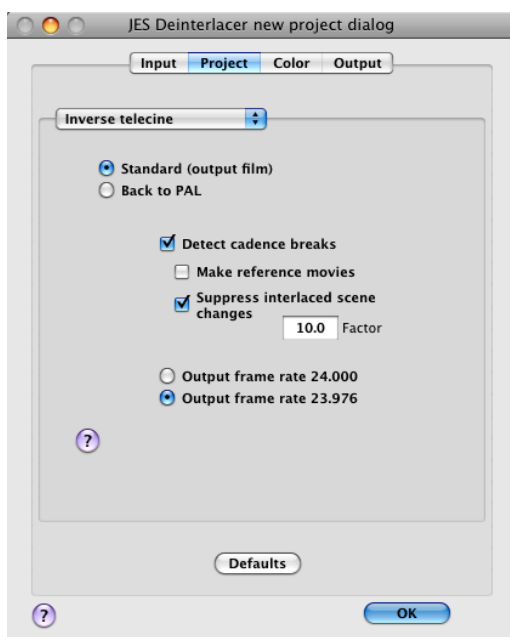 JES Deinterlacer new project dialog
Input Project Color Output
Inverse telecine
Standard (output film)
Back to PAL
Detect cadence breaks
Make reference movies
Suppress interlaced scene
changes
10.0 Factor
Output frame rate 24.000
Output frame rate 23.976
?
Defaults
? OK